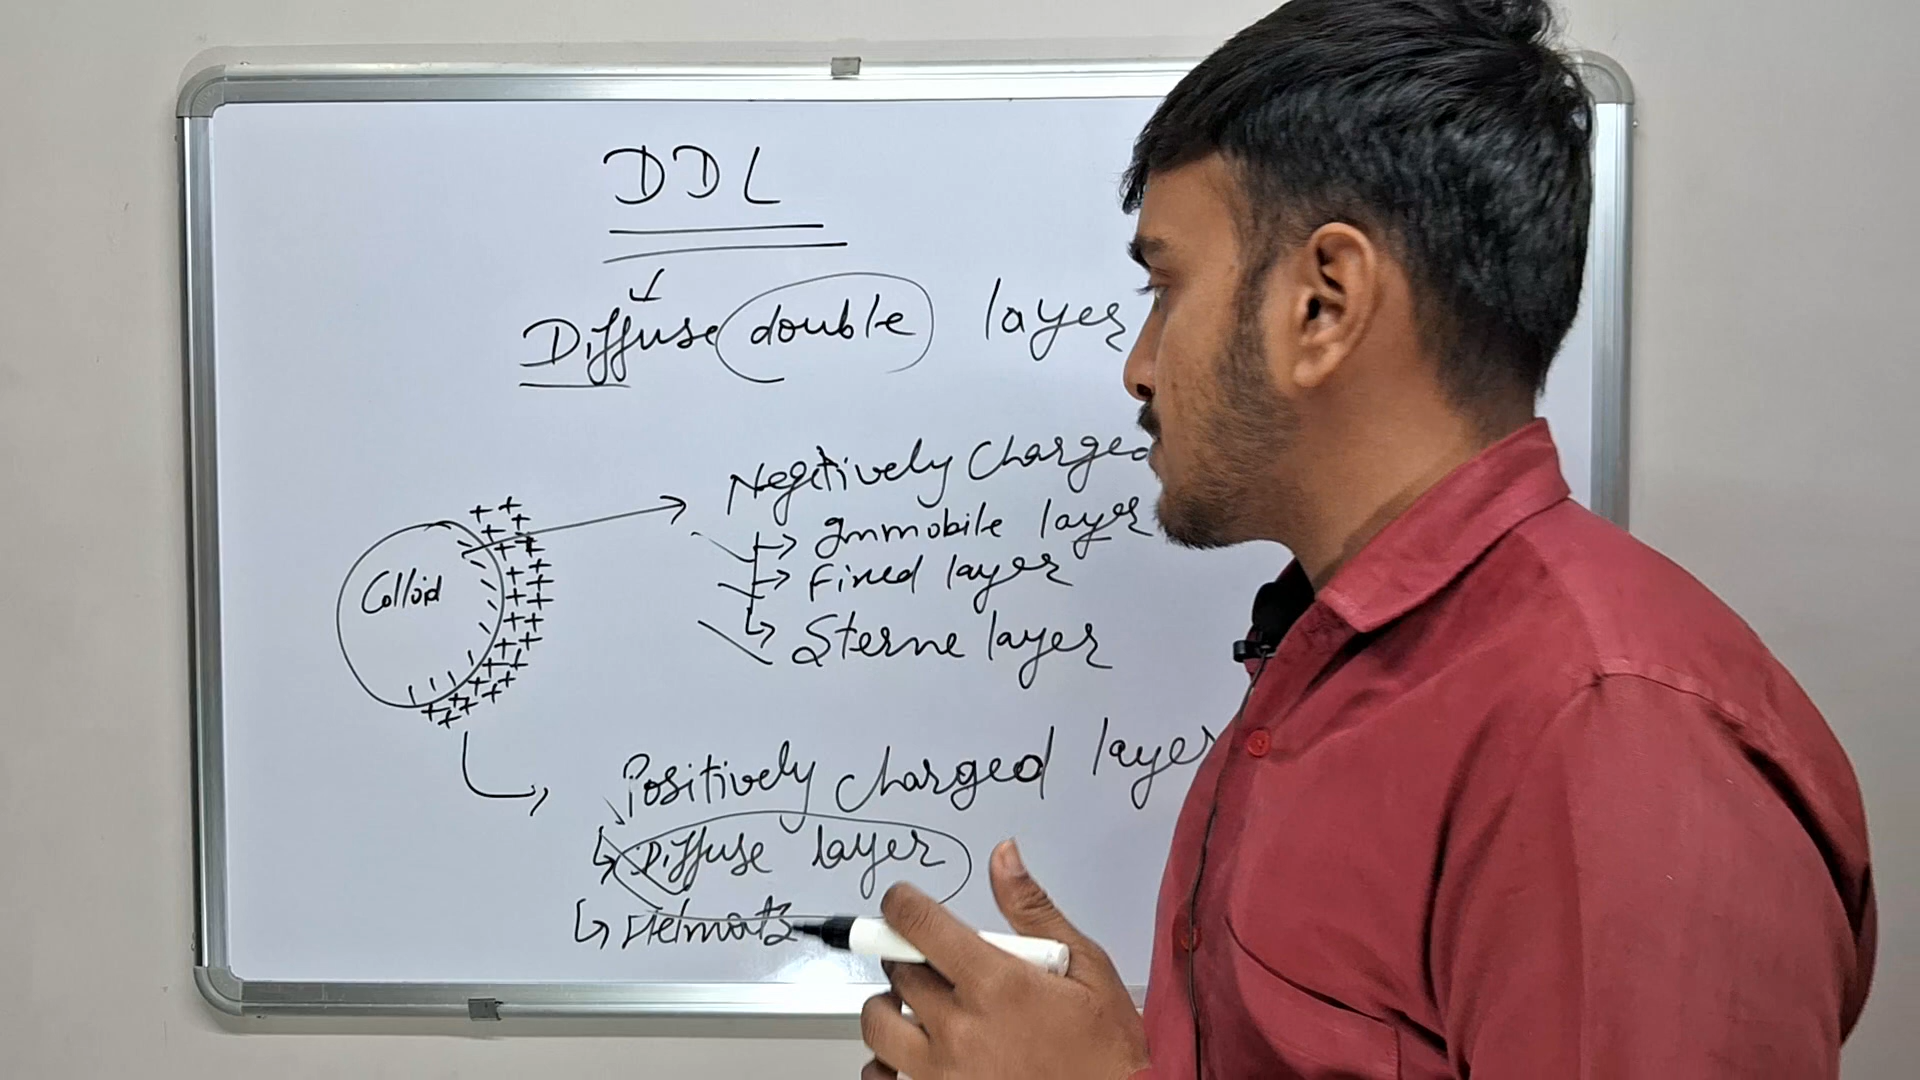 DDL
Diffuse double layer
Negitively Charged
Immobile layer
Fixed layer
Sterne layer
Colloid
Positively charged layer
Diffuse layer
Helmotz